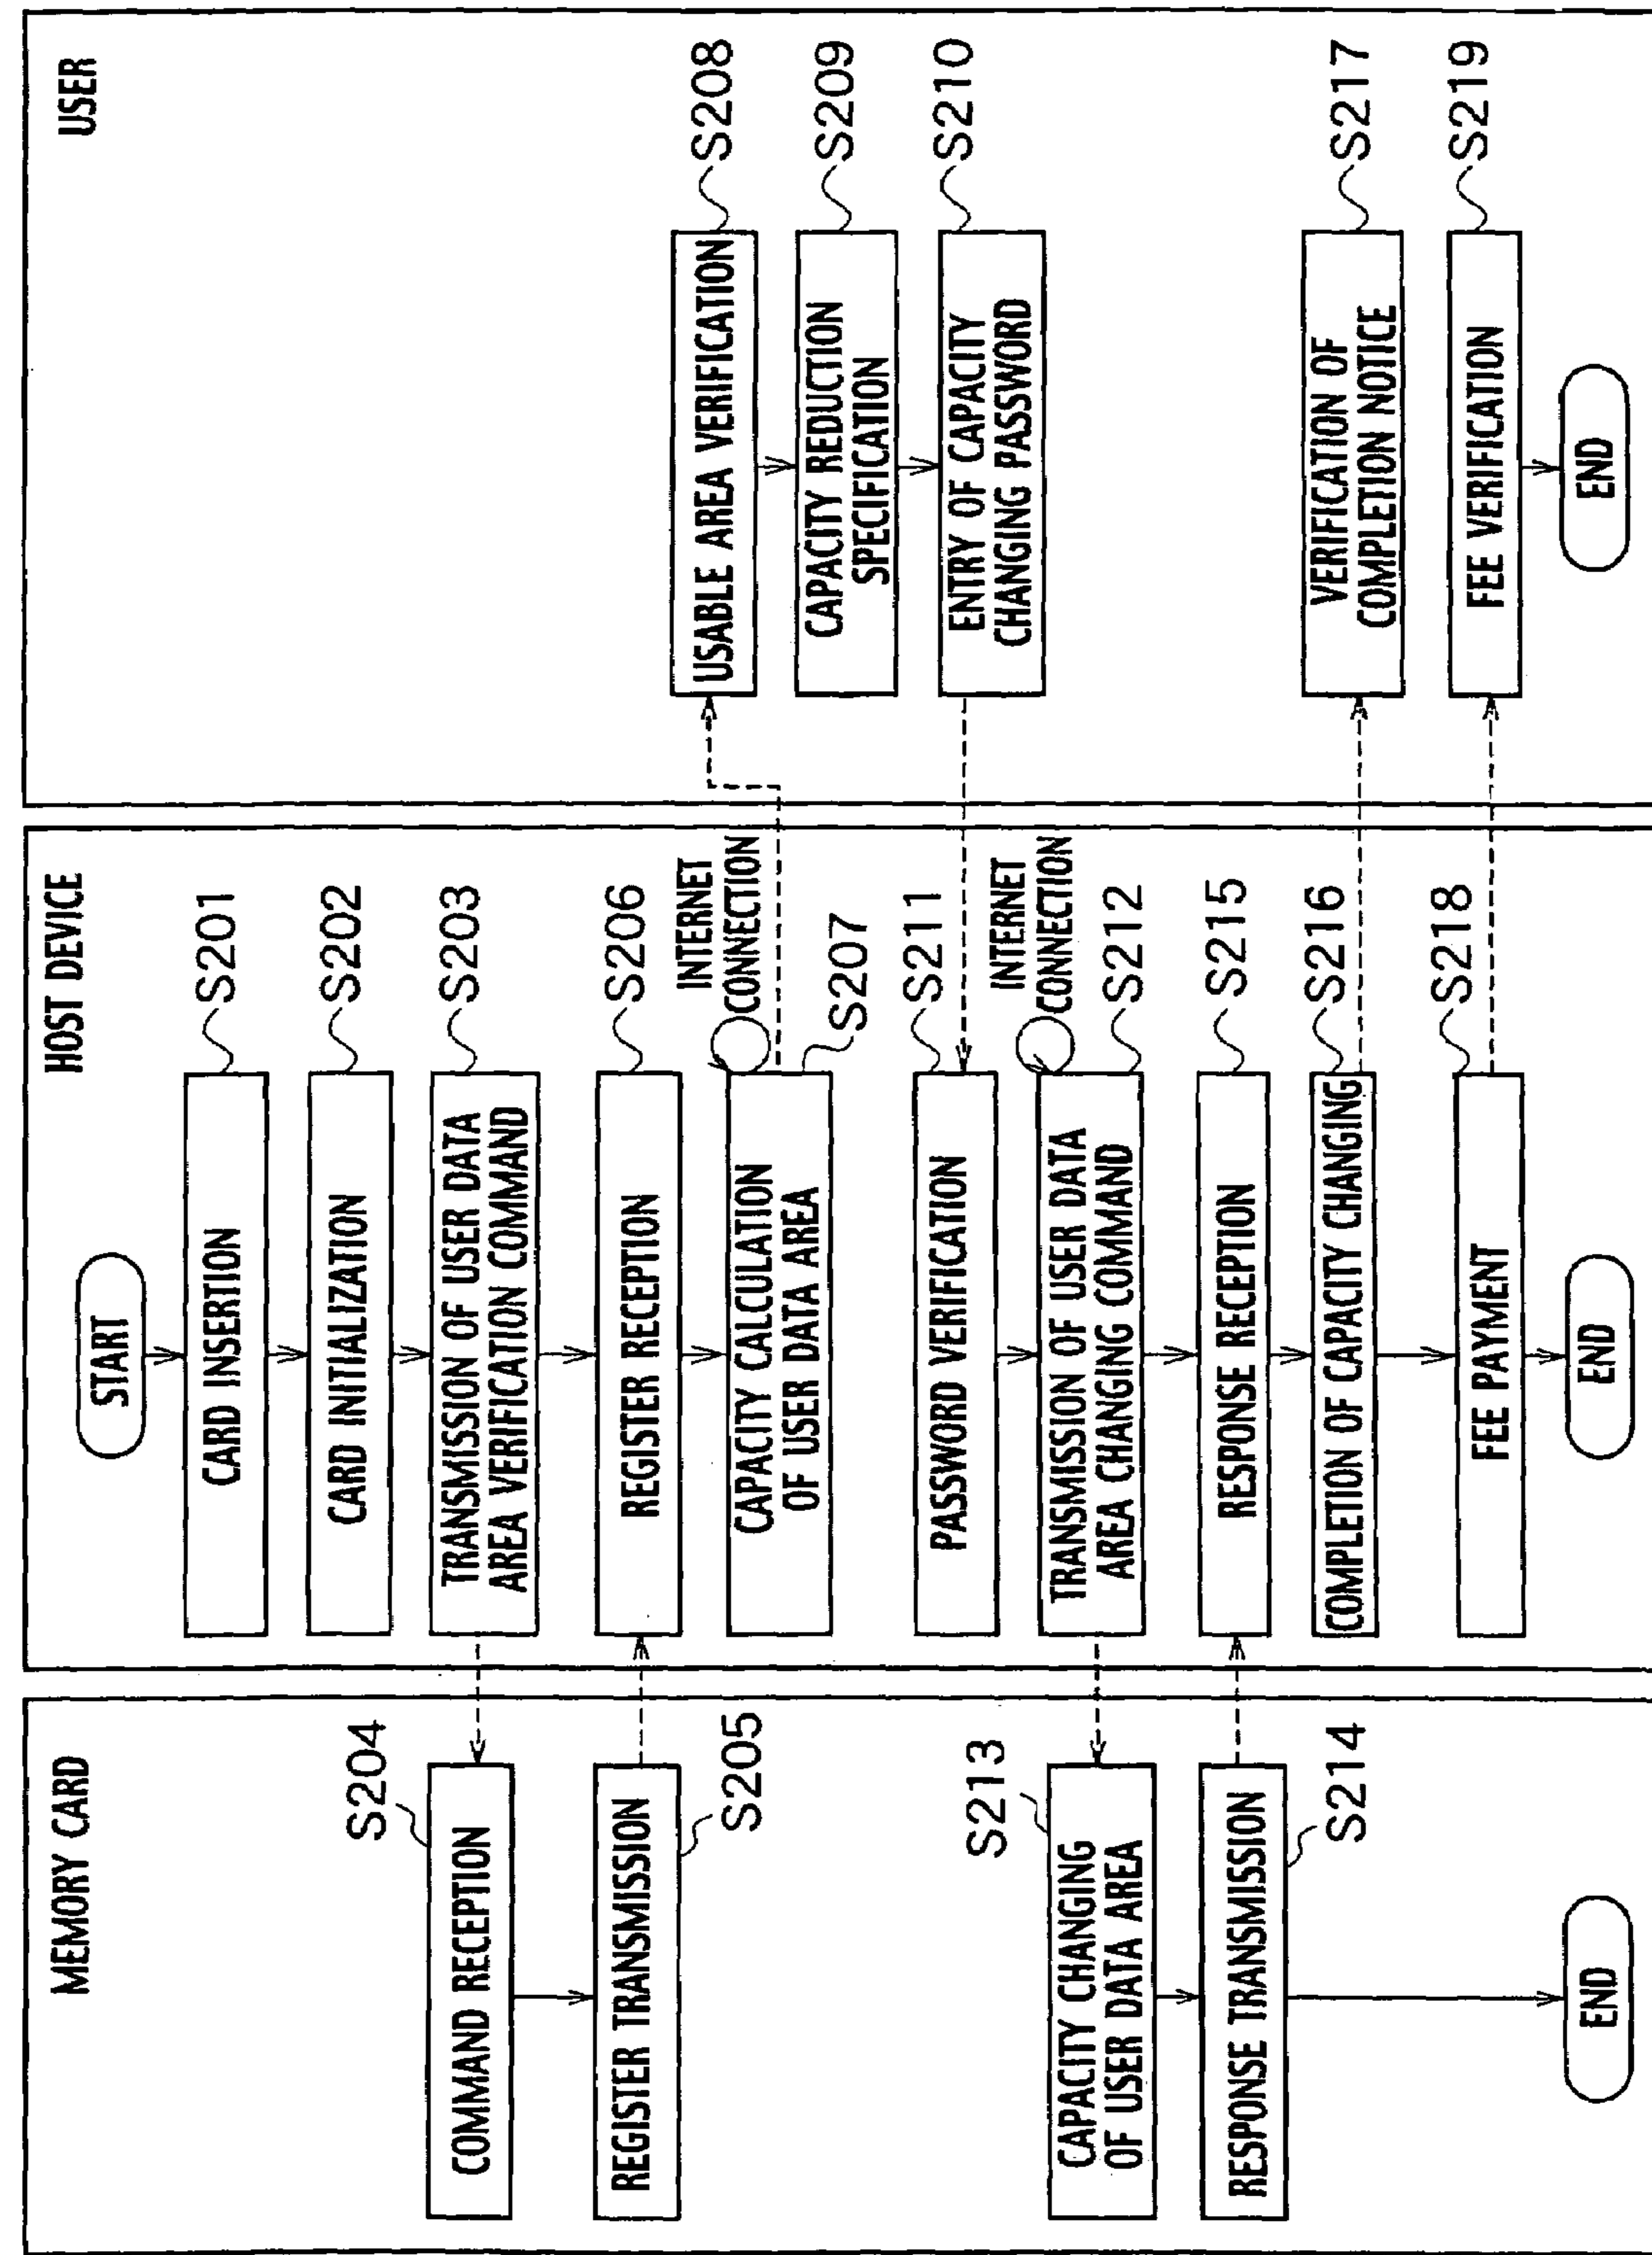 MEMORY CARD
S204
COMMAND RECEPTION
REGISTER TRANSMISSION
S205
S213
CAPACITY CHANGING
OF USER DATA AREA
RESPONSE TRANSMISSION
S214
END
HOST DEVICE
START
CARD INSERTION
S201
CARD INITIALIZATION
S202
TRANSMISSION OF USER DATA
AREA VERIFICATION COMMAND
S203
REGISTER RECEPTION
S206
INTERNET
CONNECTION
CAPACITY CALCULATION
OF USER DATA AREA
S207
PASSWORD VERIFICATION
S211
INTERNET
CONNECTION
TRANSMISSION OF USER DATA
AREA CHANGING COMMAND
S212
RESPONSE RECEPTION
S215
COMPLETION OF CAPACITY CHANGING
S216
FEE PAYMENT
S218
END
USER
USABLE AREA VERIFICATION
S208
CAPACITY REDUCTION
SPECIFICATION
S209
ENTRY OF CAPACITY
CHANGING PASSWORD
S210
VERIFICATION OF
COMPLETION NOTICE
S217
FEE VERIFICATION
S219
END